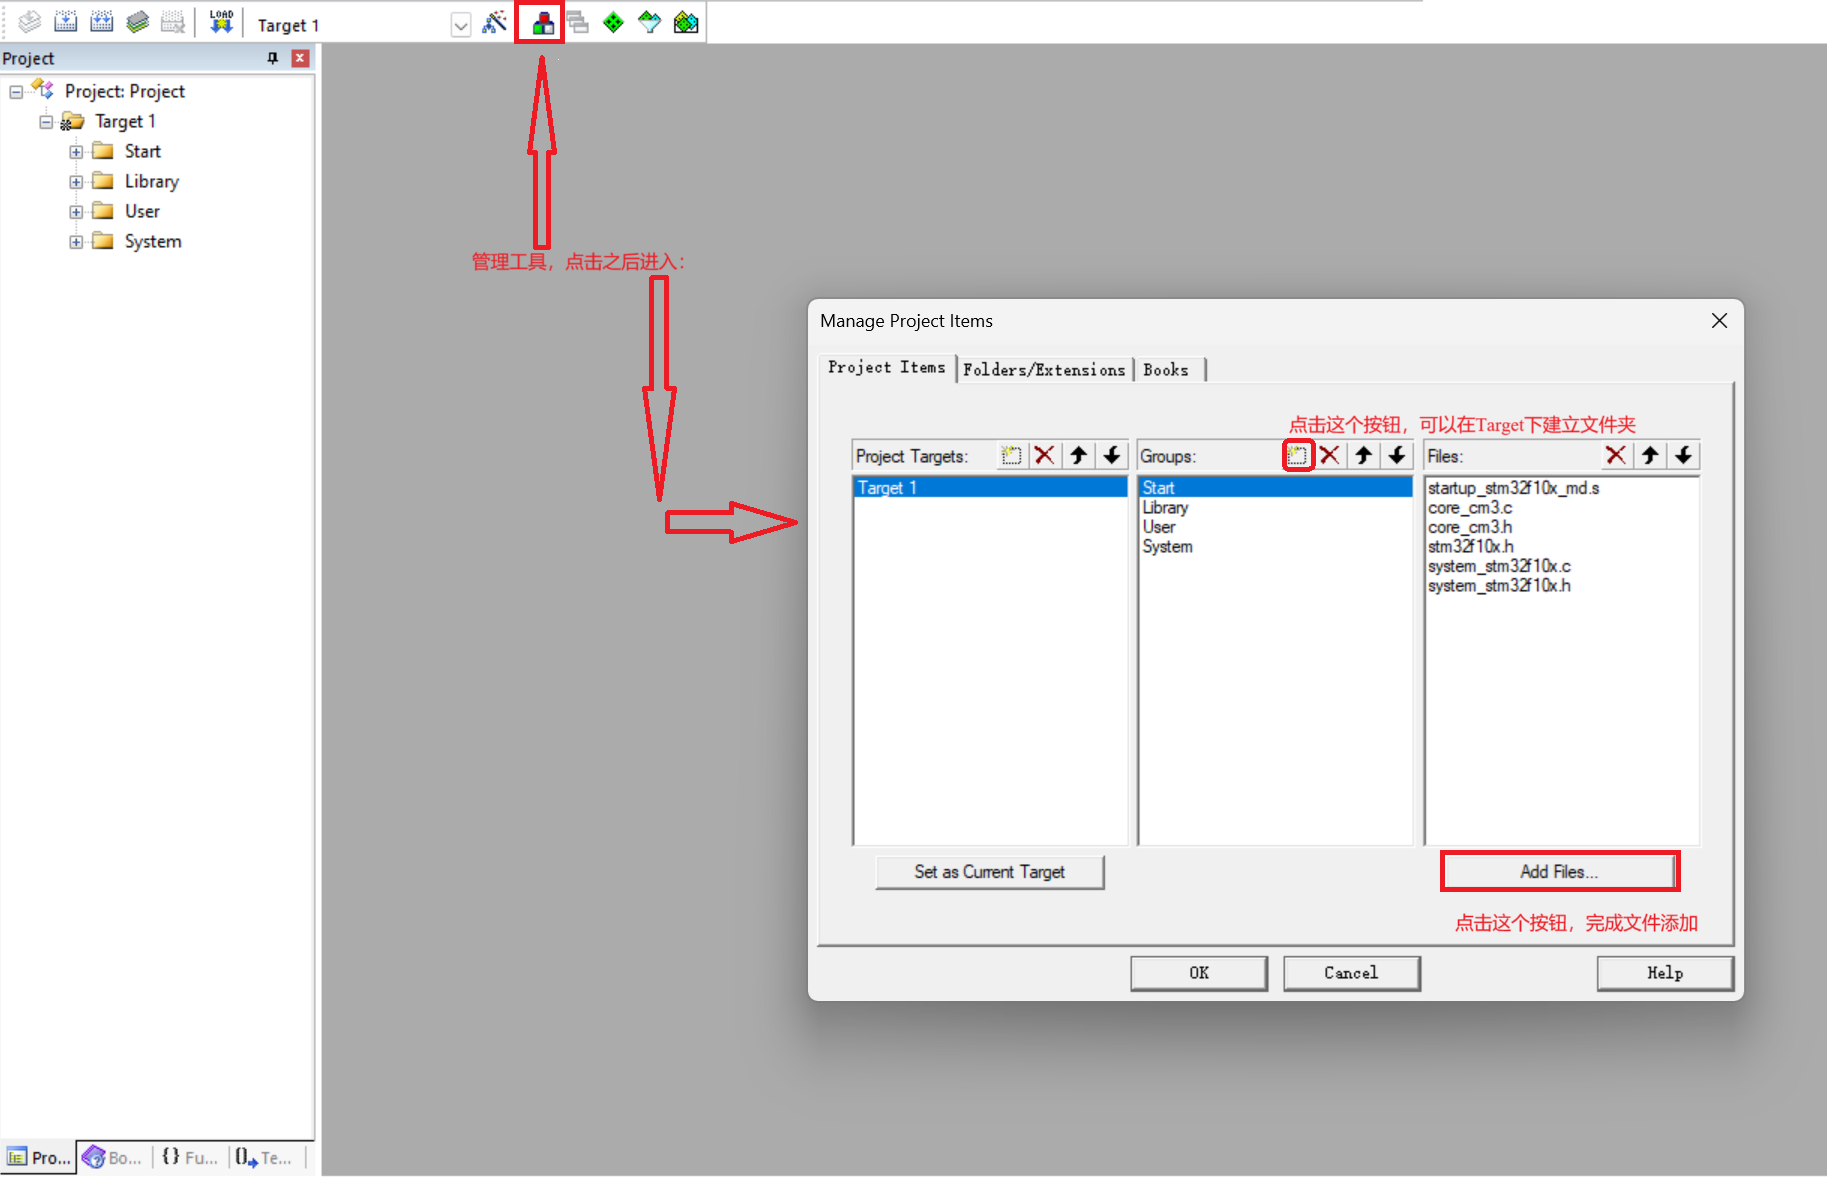 LOAD
Target 1
Project
Project: Project
Target 1
Start
Library
User
System
管理工具，点击之后进入：
Manage Project Items
Project Items
Folders/Extensions
Books
点击这个按钮，可以在Target下建立文件夹
Project Targets:
Groups:
Files:
Target 1
Start
Library
User
System
startup_stm32f10x_md.s
core_cm3.c
core_cm3.h
stm32f10x.h
system_stm32f10x.c
system_stm32f10x.h
Set as Current Target
Add Files...
点击这个按钮，完成文件添加
OK
Cancel
Help
Pro...
Bo...
{} Fu...
Te...